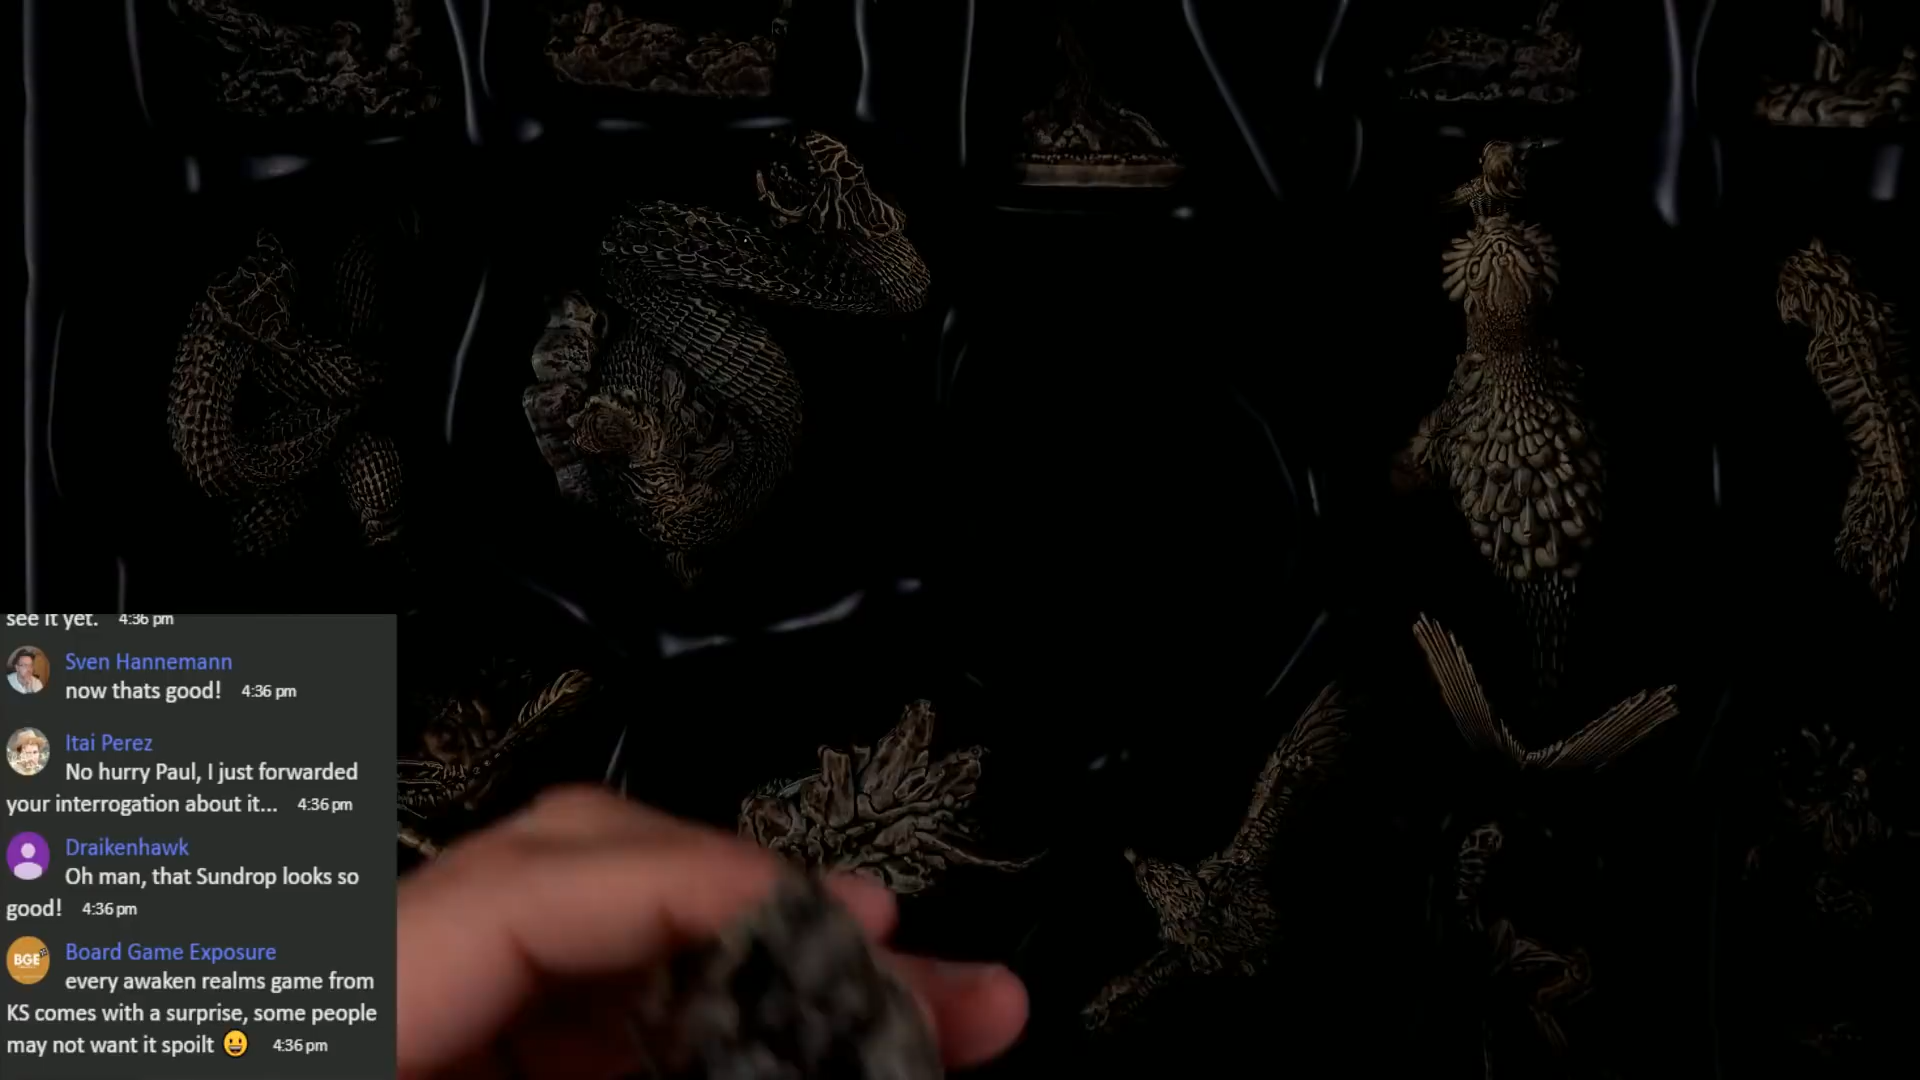 see it yet. 4:36 pm
Sven Hannemann
now thats good! 4:36 pm
Itai Perez
No hurry Paul, I just forwarded
your interrogation about it... 4:36 pm
Draikenhawk
Oh man, that Sundrop looks so
good! 4:36 pm
Board Game Exposure
BGE
every awaken realms game from
KS comes with a surprise, some people
may not want it spoilt 😀 4:36 pm